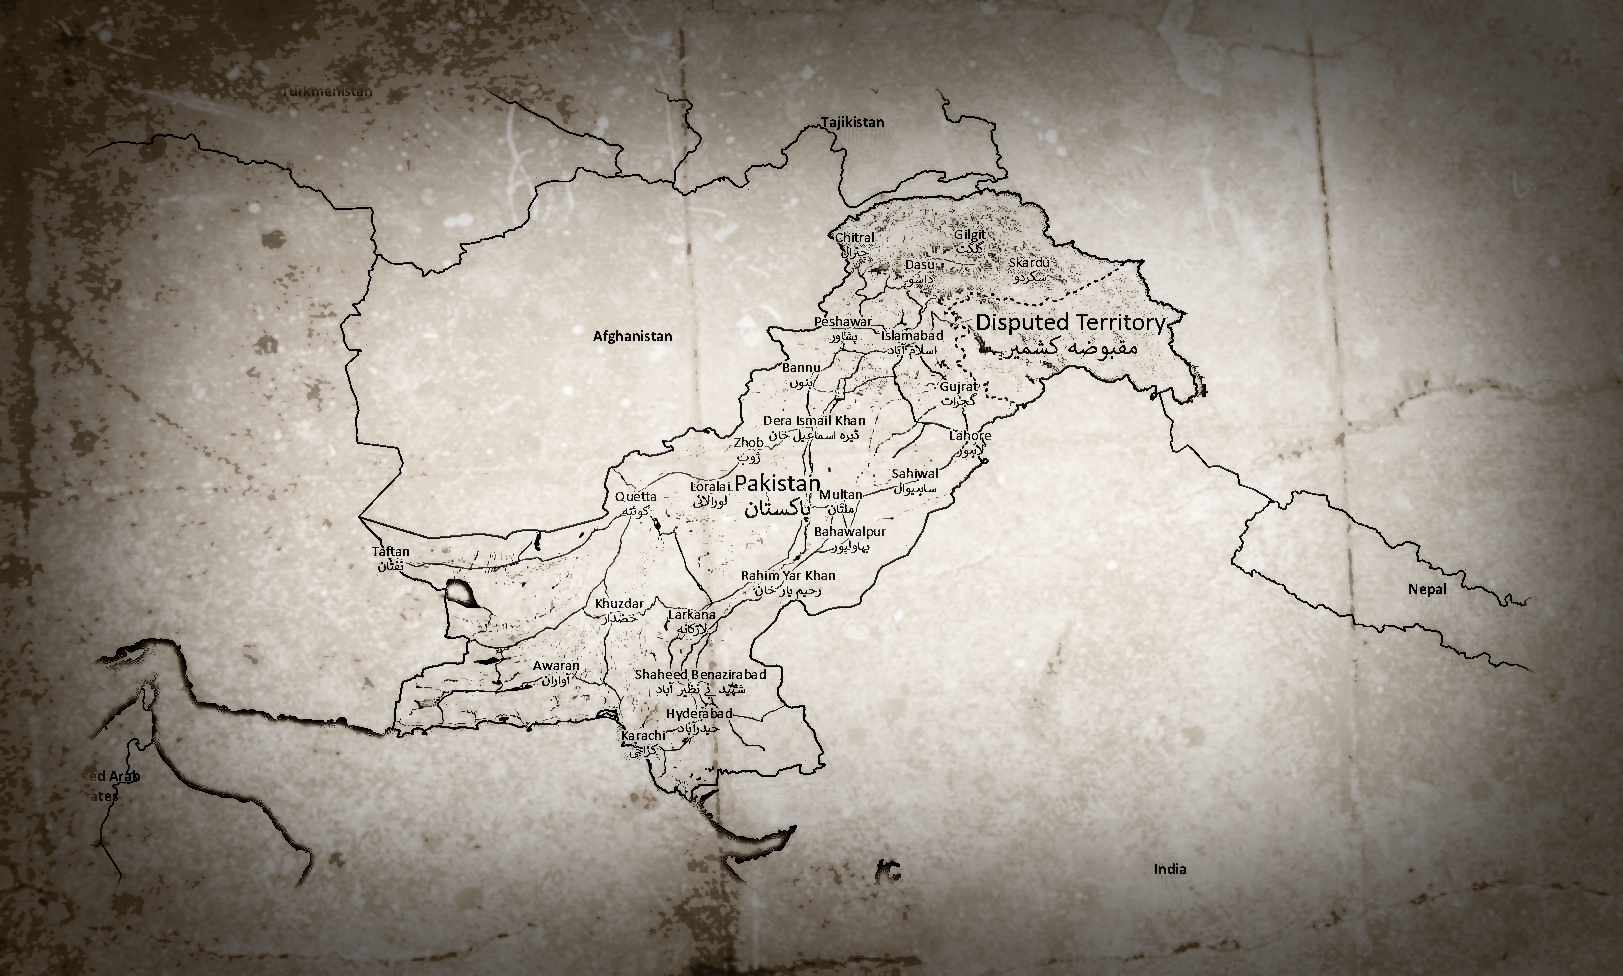 Turkmenistan
Tajikistan
Chitral
چترال
Gilgit
گلگت
Dasu
داسو
Skardu
سکردو
Peshawar
پشاور
Islamabad
اسلام آباد
Disputed Territory
مقبوضہ کشمیر
Afghanistan
Bannu
بنوں
Gujrat
گجرات
Dera Ismail Khan
ڈیرہ اسماعیل خان
Zhob
ژوب
Lahore
لاہور
Sahiwal
ساہیوال
Loralai
لورالائی
Pakistan
پاکستان
Quetta
کوئٹہ
Multan
ملتان
Bahawalpur
بہاولپور
Taftan
تفتان
Rahim Yar Khan
رحیم یار خان
Nepal
Khuzdar
خضدار
Larkana
لاڑکانہ
Awaran
آواران
Shaheed Benazirabad
شہید بے نظیر آباد
Hyderabad
حیدرآباد
Karachi
کراچی
ed Arab
ates
India